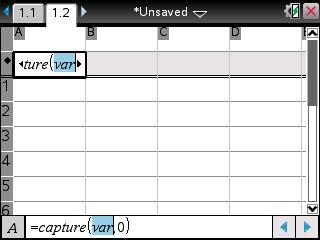 1.1 1.2 *Unsaved
A B C D E
◆ ture(var
1
2
3
4
5
6
A =capture(var,0)